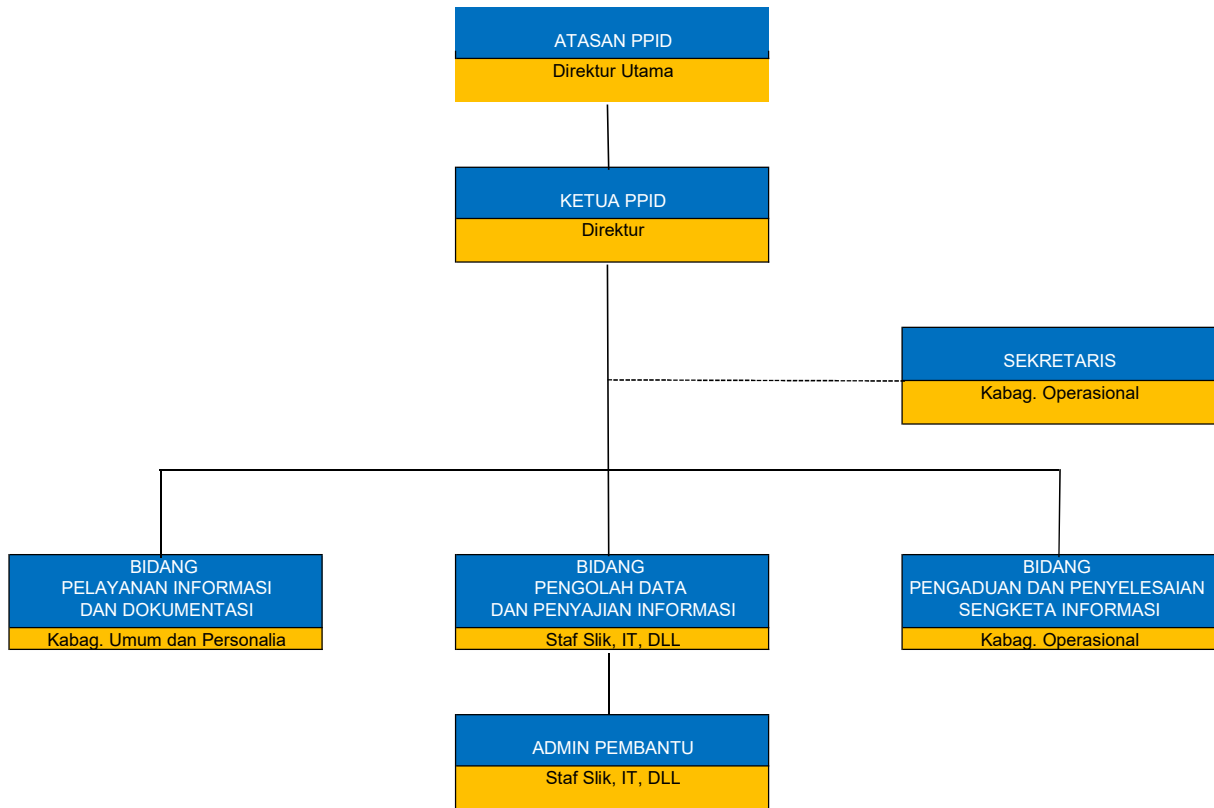 ATASAN PPID
Direktur Utama
KETUA PPID
Direktur
SEKRETARIS
Kabag. Operasional
BIDANG
PELAYANAN INFORMASI
DAN DOKUMENTASI
Kabag. Umum dan Personalia
BIDANG
PENGOLAH DATA
DAN PENYAJIAN INFORMASI
Staf Slik, IT, DLL
BIDANG
PENGADUAN DAN PENYELESAIAN
SENGKETA INFORMASI
Kabag. Operasional
ADMIN PEMBANTU
Staf Slik, IT, DLL